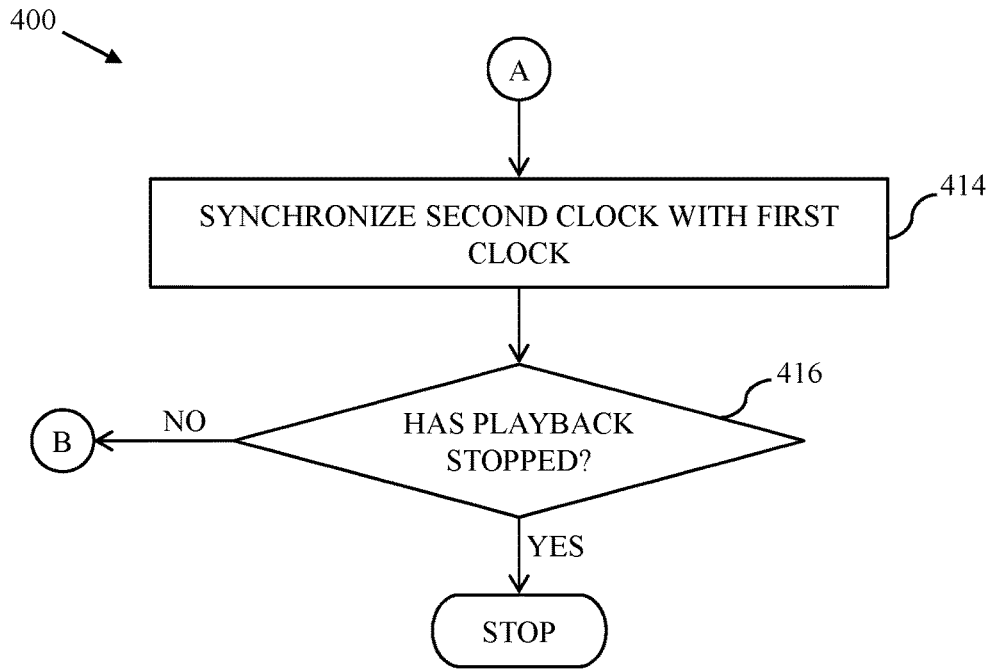 400
A
SYNCHRONIZE SECOND CLOCK WITH FIRST
CLOCK
414
416
HAS PLAYBACK
STOPPED?
NO
B
YES
STOP